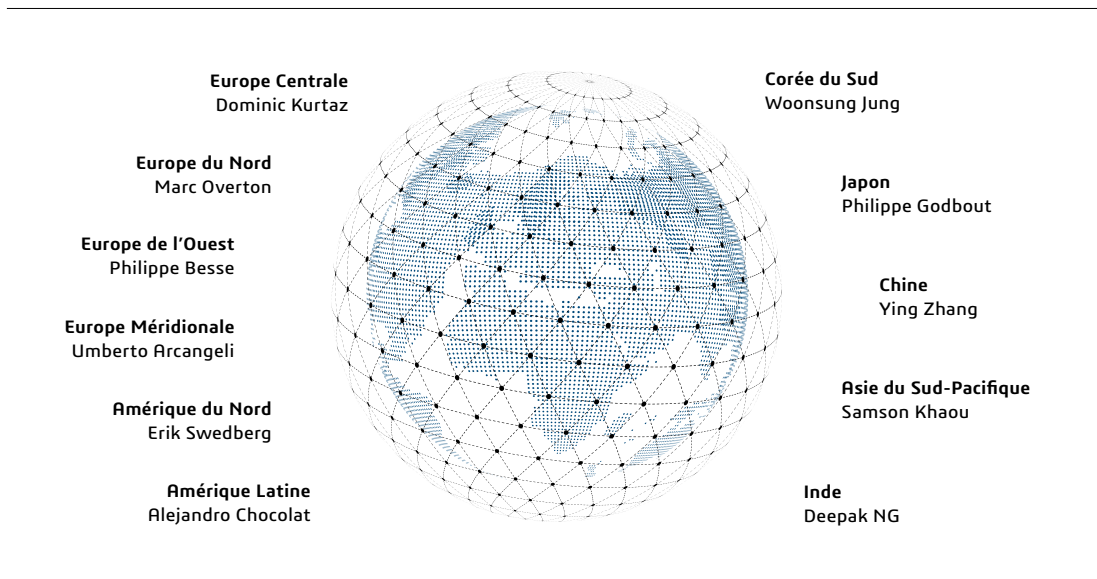 Europe Centrale
Dominic Kurtaz
Europe du Nord
Marc Overton
Europe de l'Ouest
Philippe Besse
Europe Méridionale
Umberto Arcangeli
Amérique du Nord
Erik Swedberg
Amérique Latine
Alejandro Chocolat
Corée du Sud
Woonsung Jung
Japon
Philippe Godbout
Chine
Ying Zhang
Asie du Sud-Pacifique
Samson Khaou
Inde
Deepak NG